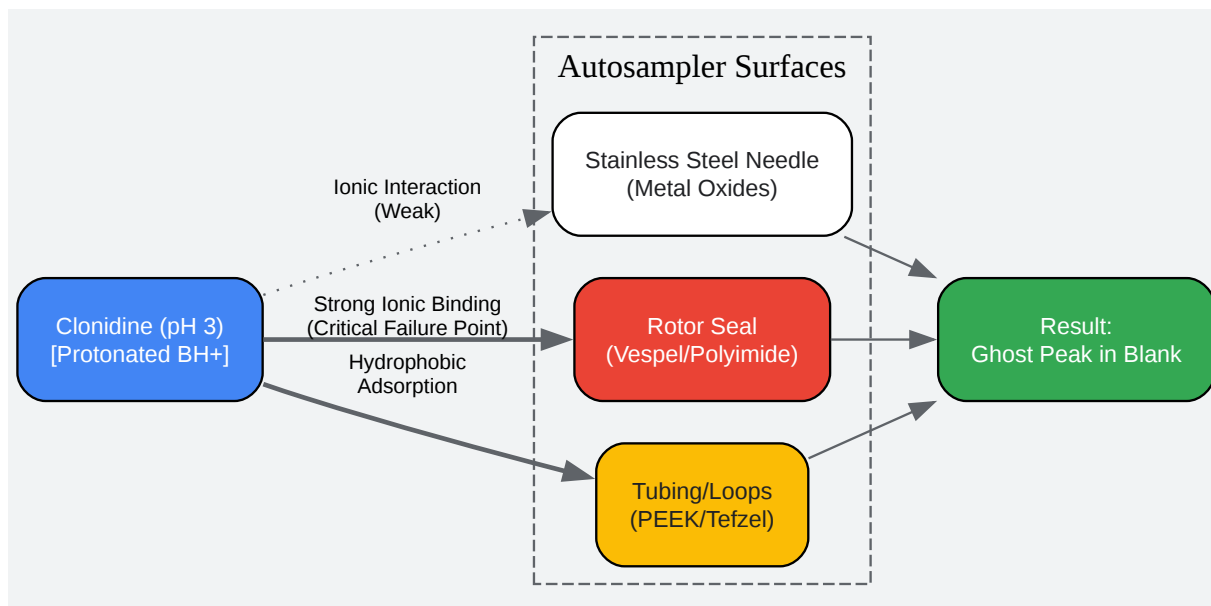 Autosampler Surfaces
Stainless Steel Needle
(Metal Oxides)
Ionic Interaction
(Weak)
Clonidine (pH 3)
[Protonated BH+]
Strong Ionic Binding
(Critical Failure Point)
Hydrophobic
Adsorption
Rotor Seal
(Vespel/Polyimide)
Result:
Ghost Peak in Blank
Tubing/Loops
(PEEK/Tefzel)